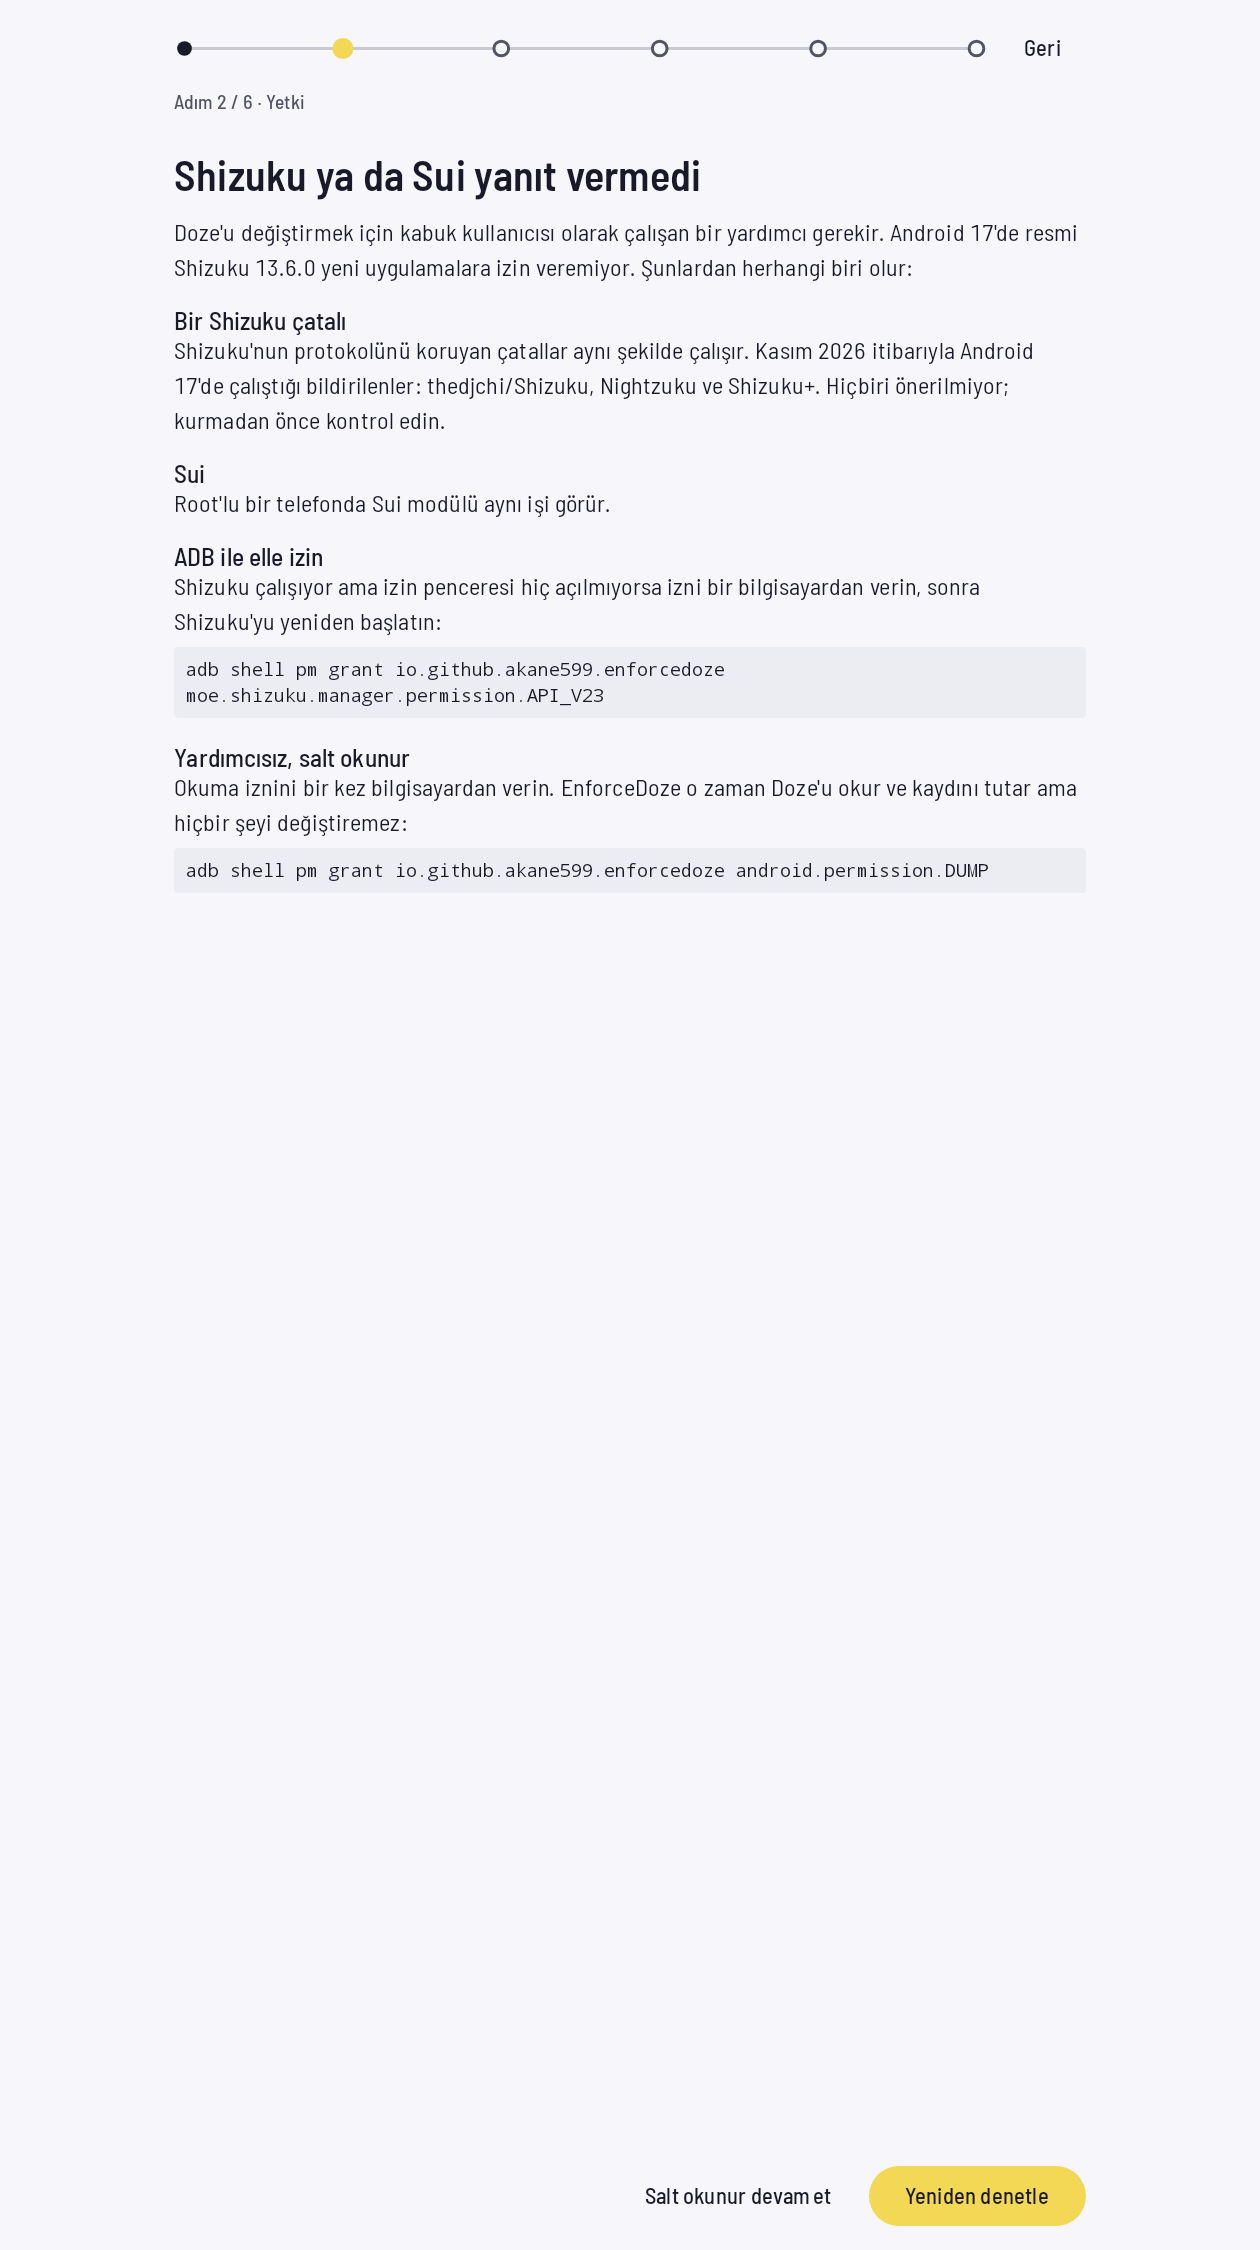 Geri
Adım 2 / 6 · Yetki
Shizuku ya da Sui yanıt vermedi
Doze'u değiştirmek için kabuk kullanıcısı olarak çalışan bir yardımcı gerekir. Android 17'de resmi
Shizuku 13.6.0 yeni uygulamalara izin veremiyor. Şunlardan herhangi biri olur:
Bir Shizuku çatalı
Shizuku'nun protokolünü koruyan çatallar aynı şekilde çalışır. Kasım 2026 itibarıyla Android
17'de çalıştığı bildirilenler: thedjchi/Shizuku, Nightzuku ve Shizuku+. Hiçbiri önerilmiyor;
kurmadan önce kontrol edin.
Sui
Root'lu bir telefonda Sui modülü aynı işi görür.
ADB ile elle izin
Shizuku çalışıyor ama izin penceresi hiç açılmıyorsa izni bir bilgisayardan verin, sonra
Shizuku'yu yeniden başlatın:
adb shell pm grant io.github.akane599.enforcedoze
moe.shizuku.manager.permission.API_V23
Yardımcısız, salt okunur
Okuma iznini bir kez bilgisayardan verin. EnforceDoze o zaman Doze'u okur ve kaydını tutar ama
hiçbir şeyi değiştiremez:
adb shell pm grant io.github.akane599.enforcedoze android.permission.DUMP
Salt okunur devam et
Yeniden denetle